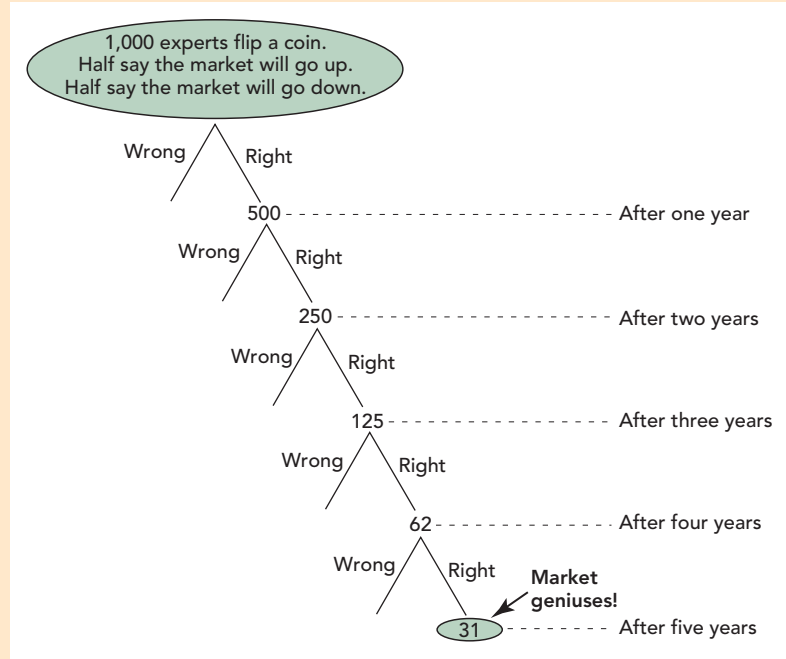 1,000 experts flip a coin.
Half say the market will go up.
Half say the market will go down.
Wrong
Right
500
After one year
Wrong
Right
250
After two years
Wrong
Right
125
After three years
Wrong
Right
62
After four years
Wrong
Right
Market
geniuses!
31
After five years